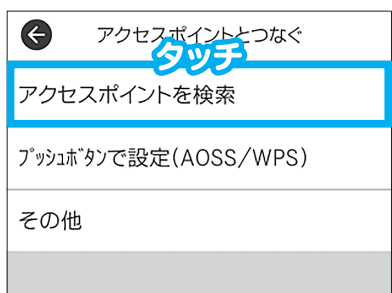 アクセスポイントとつなぐ
タッチ
アクセスポイントを検索
ﾌﾟｯｼｭﾎﾞﾀﾝで設定(AOSS/WPS)
その他